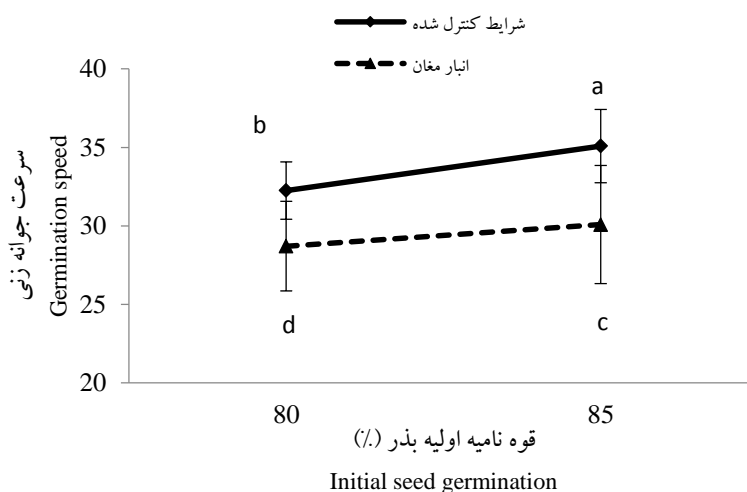 شرایط کنترل شده
انبار مغان
40
35
30
25
20
سرعت جوانه زنی
Germination speed
a
b
c
d
80
85
قوه نامیه اولیه بذر (٪)
Initial seed germination